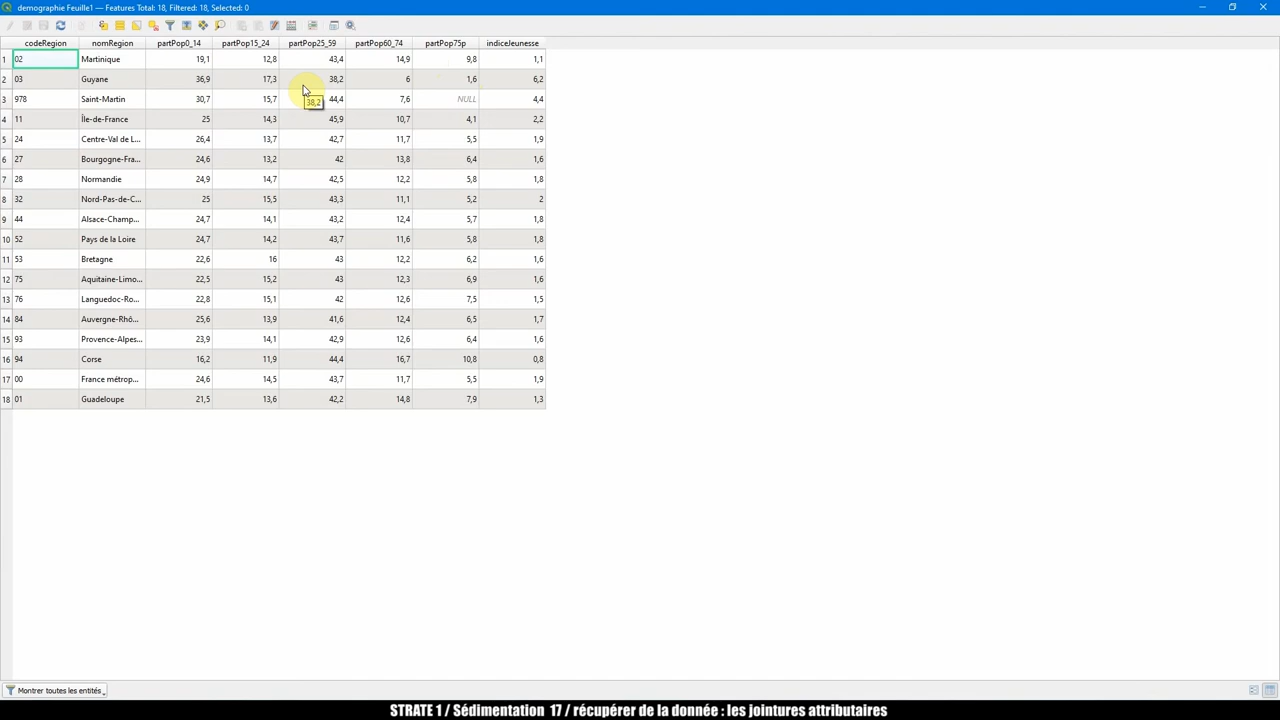 demographie Feuille1 — Features Total: 18, Filtered: 18, Selected: 0
codeRegion nomRegion partPop0_14 partPop15_24 partPop25_59 partPop60_74 partPop75p indiceJeunesse
1 02 Martinique 19,1 12,8 43,4 14,9 9,8 1,1
2 03 Guyane 36,9 17,3 38,2 6 1,6 6,2
38,2
3 978 Saint-Martin 30,7 15,7 44,4 7,6 NULL 4,4
4 11 Île-de-France 25 14,3 45,9 10,7 4,1 2,2
5 24 Centre-Val de L... 26,4 13,7 42,7 11,7 5,5 1,9
6 27 Bourgogne-Fra... 24,6 13,2 42 13,8 6,4 1,6
7 28 Normandie 24,9 14,7 42,5 12,2 5,8 1,8
8 32 Nord-Pas-de-C... 25 15,5 43,3 11,1 5,2 2
9 44 Alsace-Champ... 24,7 14,1 43,2 12,4 5,7 1,8
10 52 Pays de la Loire 24,7 14,2 43,7 11,6 5,8 1,8
11 53 Bretagne 22,6 16 43 12,2 6,2 1,6
12 75 Aquitaine-Limo... 22,5 15,2 43 12,3 6,9 1,6
13 76 Languedoc-Ro... 22,8 15,1 42 12,6 7,5 1,5
14 84 Auvergne-Rhô... 25,6 13,9 41,6 12,4 6,5 1,7
15 93 Provence-Alpes... 23,9 14,1 42,9 12,6 6,4 1,6
16 94 Corse 16,2 11,9 44,4 16,7 10,8 0,8
17 00 France métrop... 24,6 14,5 43,7 11,7 5,5 1,9
18 01 Guadeloupe 21,5 13,6 42,2 14,8 7,9 1,3
Montrer toutes les entités
STRATE 1 / Sédimentation 17 / récupérer de la donnée : les jointures attributaires